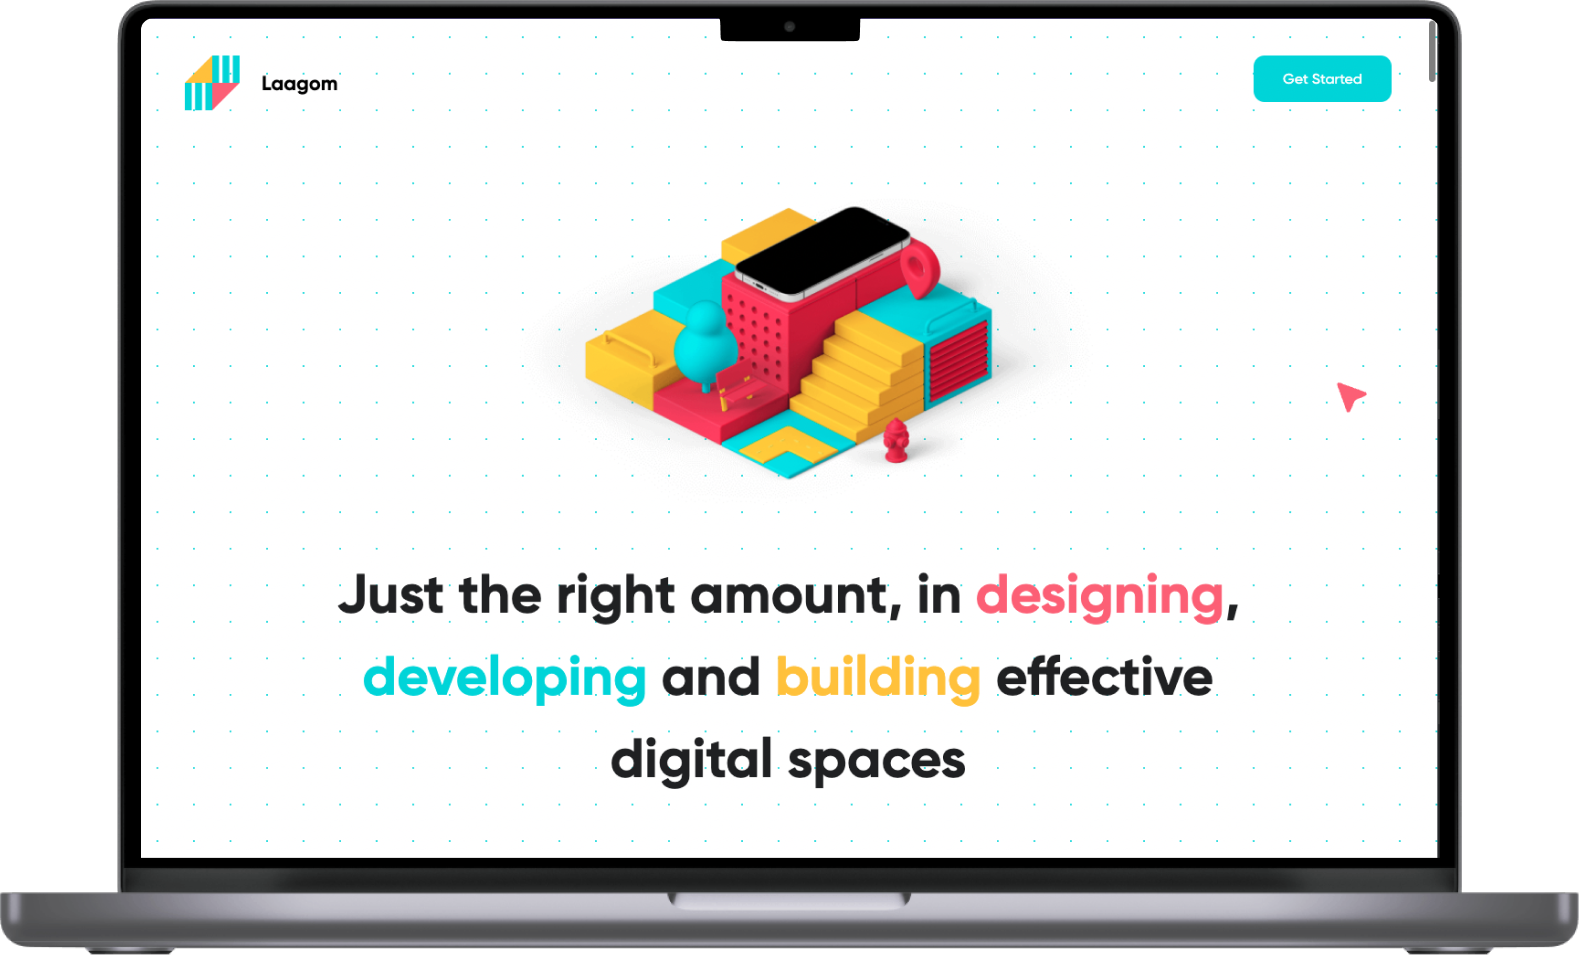 Laagom
Get Started
Just the right amount, in designing,
developing and building effective
digital spaces